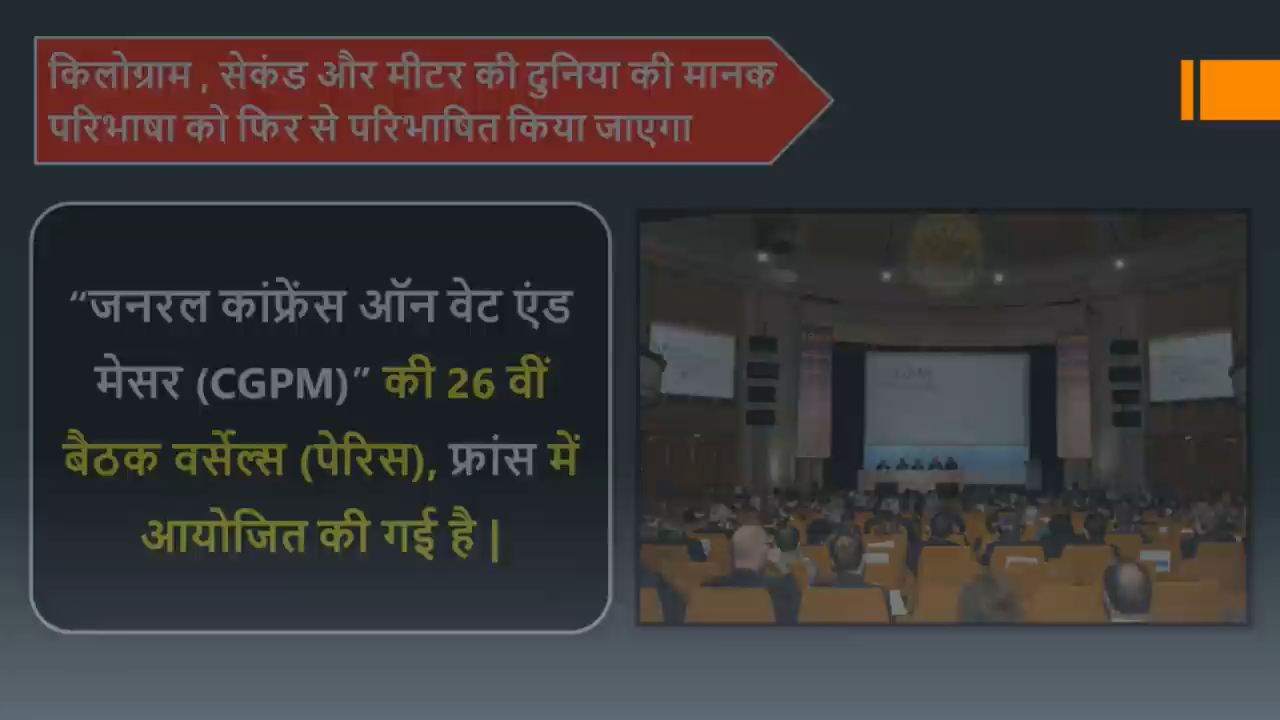 किलोग्राम , सेकंड और मीटर की दुनिया की मानक
परिभाषा को फिर से परिभाषित किया जाएगा
“जनरल कांफ्रेंस ऑन वेट एंड
मेसर (CGPM)” की 26 वीं
बैठक वर्सेल्स (पेरिस), फ्रांस में
आयोजित की गई है |